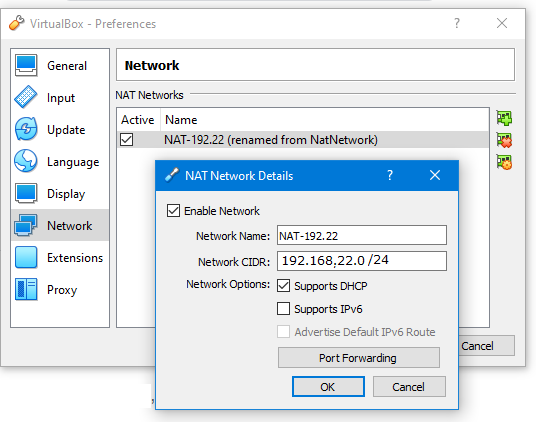 VirtualBox - Preferences ?
General
Network
Input
NAT Networks
Active Name
Update
NAT-192.22 (renamed from NatNetwork)
Language
NAT Network Details ?
Display
Enable Network
Network
Network Name: NAT-192.22
Extensions
Network CIDR: 192.168,22.0 /24
Proxy
Network Options: Supports DHCP
Supports IPv6
Advertise Default IPv6 Route
Cancel
Port Forwarding
OK Cancel
,